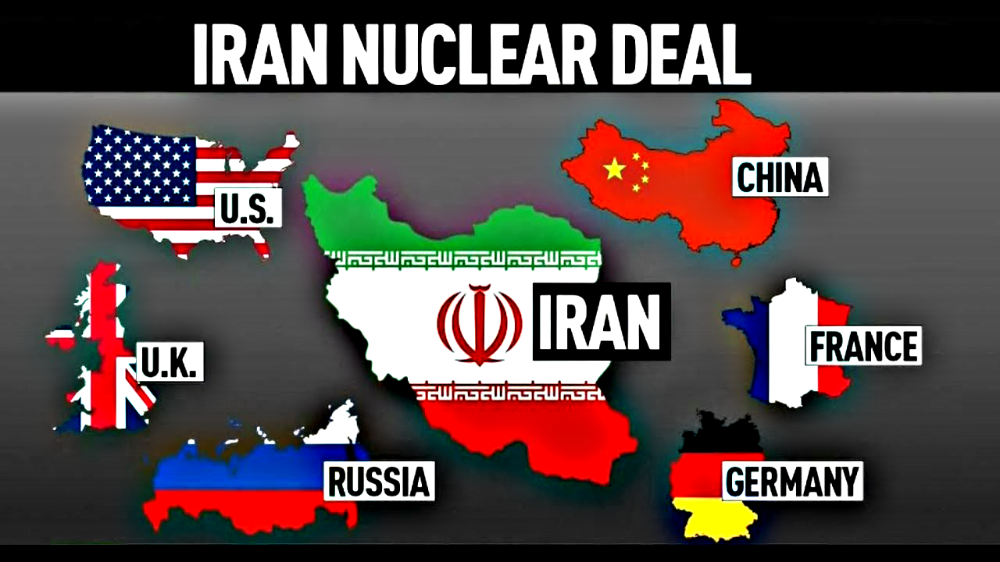 IRAN NUCLEAR DEAL
U.S.
CHINA
IRAN
U.K.
FRANCE
RUSSIA
GERMANY